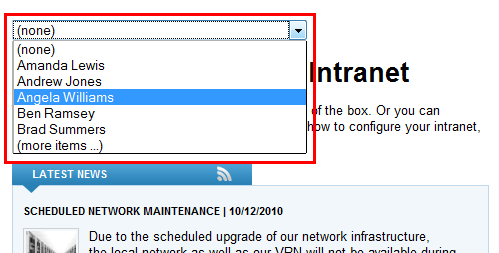 (none)
(none)
Amanda Lewis
Andrew Jones
Angela Williams
Ben Ramsey
Brad Summers
(more items ...)
Intranet
of the box. Or you can
how to configure your intranet,
LATEST NEWS
SCHEDULED NETWORK MAINTENANCE | 10/12/2010
Due to the scheduled upgrade of our network infrastructure,
the local network as well as our VPN will not be available during